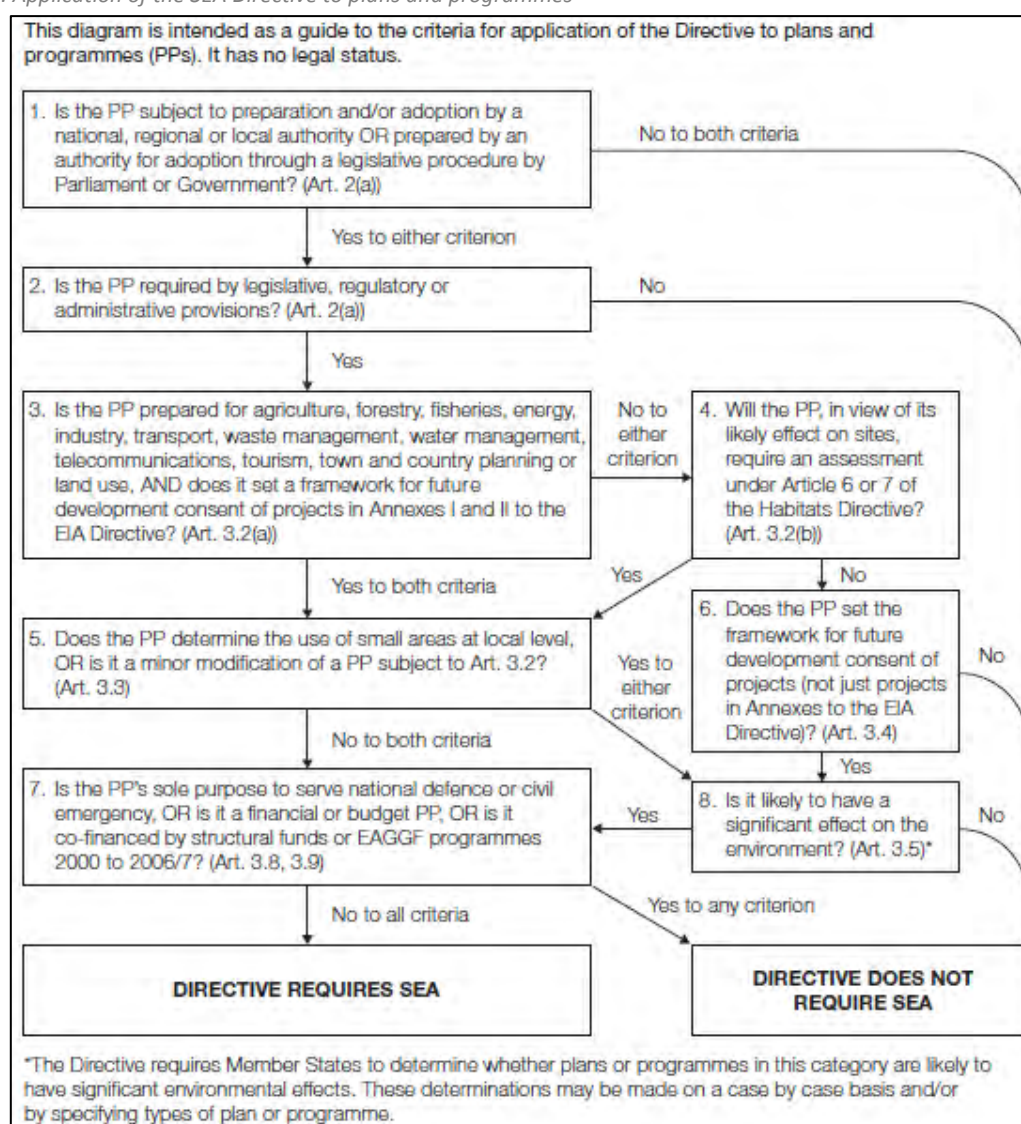 Application of the SEA Directive to plans and programmes
This diagram is intended as a guide to the criteria for application of the Directive to plans and
programmes (PPs). It has no legal status.
1. Is the PP subject to preparation and/or adoption by a
national, regional or local authority OR prepared by an
authority for adoption through a legislative procedure by
Parliament or Government? (Art. 2(a))
No to both criteria
Yes to either criterion
2. Is the PP required by legislative, regulatory or
administrative provisions? (Art. 2(a))
No
Yes
3. Is the PP prepared for agriculture, forestry, fisheries, energy,
industry, transport, waste management, water management,
telecommunications, tourism, town and country planning or
land use, AND does it set a framework for future
development consent of projects in Annexes I and II to the
EIA Directive? (Art. 3.2(a))
No to
either
criterion
4. Will the PP, in view of its
likely effect on sites,
require an assessment
under Article 6 or 7 of
the Habitats Directive?
(Art. 3.2(b))
Yes to both criteria
Yes
No
5. Does the PP determine the use of small areas at local level,
OR is it a minor modification of a PP subject to Art. 3.2?
(Art. 3.3)
Yes to
either
criterion
6. Does the PP set the
framework for future
development consent of
projects (not just projects
in Annexes to the EIA
Directive)? (Art. 3.4)
No
No to both criteria
Yes
7. Is the PP's sole purpose to serve national defence or civil
emergency, OR is it a financial or budget PP, OR is it
co-financed by structural funds or EAGGF programmes
2000 to 2006/7? (Art. 3.8, 3.9)
Yes
8. Is it likely to have a
significant effect on the
environment? (Art. 3.5)*
No
No to all criteria
Yes to any criterion
DIRECTIVE REQUIRES SEA
DIRECTIVE DOES NOT
REQUIRE SEA
*The Directive requires Member States to determine whether plans or programmes in this category are likely to
have significant environmental effects. These determinations may be made on a case by case basis and/or
by specifying types of plan or programme.